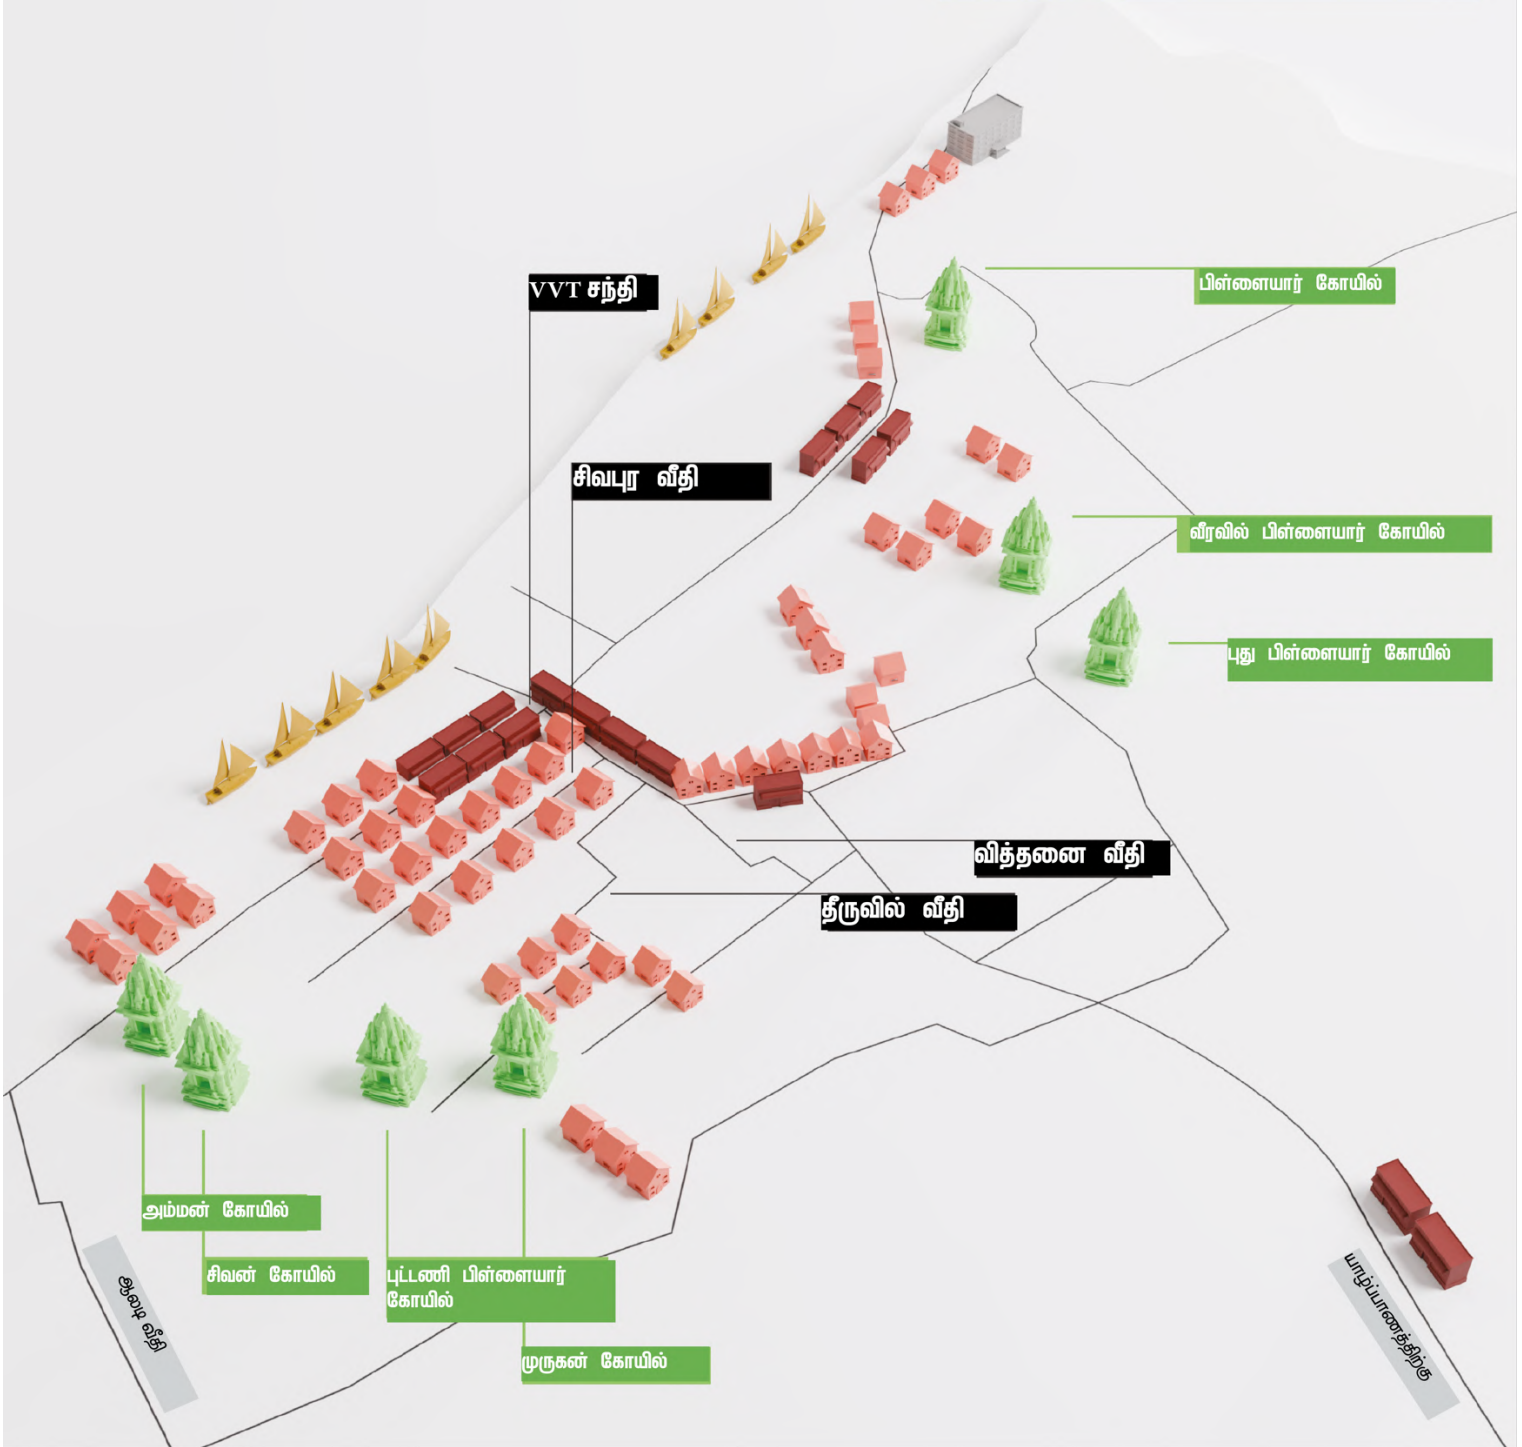 பிள்ளையார் கோயில்
VVT சந்தி
சிவபுர வீதி
வீரவில் பிள்ளையார் கோயில்
புது பிள்ளையார் கோயில்
வித்தனை வீதி
தீருவில் வீதி
அம்மன் கோயில்
சிவன் கோயில்
புட்டணி பிள்ளையார்
கோயில்
முருகன் கோயில்
ஆலடி வீதி
யாழ்ப்பாணத்திற்கு